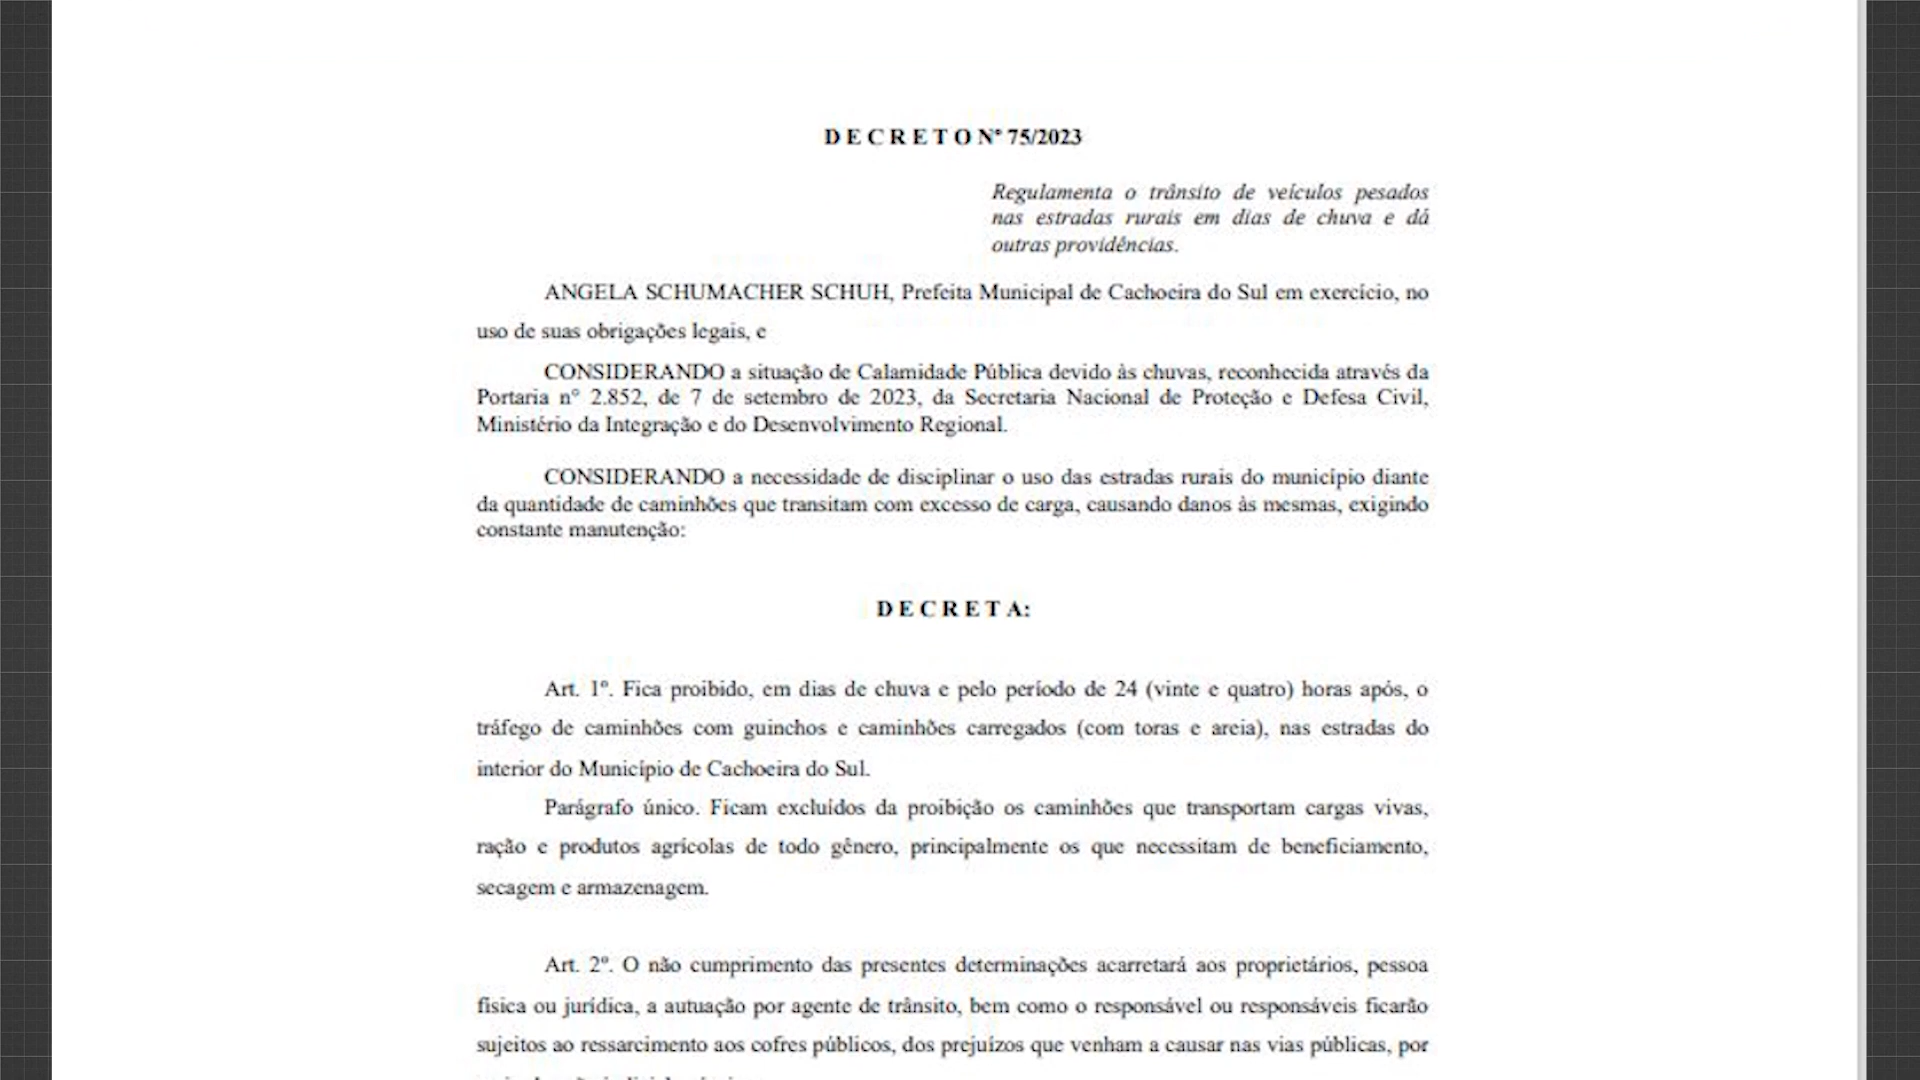 D E C R E T O Nº 75/2023
Regulamenta o trânsito de veículos pesados
nas estradas rurais em dias de chuva e dá
outras providências.
ANGELA SCHUMACHER SCHUH, Prefeita Municipal de Cachoeira do Sul em exercício, no
uso de suas obrigações legais, e
CONSIDERANDO a situação de Calamidade Pública devido às chuvas, reconhecida através da
Portaria n° 2.852, de 7 de setembro de 2023, da Secretaria Nacional de Proteção e Defesa Civil,
Ministério da Integração e do Desenvolvimento Regional.
CONSIDERANDO a necessidade de disciplinar o uso das estradas rurais do município diante
da quantidade de caminhões que transitam com excesso de carga, causando danos às mesmas, exigindo
constante manutenção:
D E C R E T A:
Art. 1º. Fica proibido, em dias de chuva e pelo período de 24 (vinte e quatro) horas após, o
tráfego de caminhões com guinchos e caminhões carregados (com toras e areia), nas estradas do
interior do Município de Cachoeira do Sul.
Parágrafo único. Ficam excluídos da proibição os caminhões que transportam cargas vivas,
ração e produtos agrícolas de todo gênero, principalmente os que necessitam de beneficiamento,
secagem e armazenagem.
Art. 2º. O não cumprimento das presentes determinações acarretará aos proprietários, pessoa
física ou jurídica, a autuação por agente de trânsito, bem como o responsável ou responsáveis ficarão
sujeitos ao ressarcimento aos cofres públicos, dos prejuízos que venham a causar nas vias públicas, por